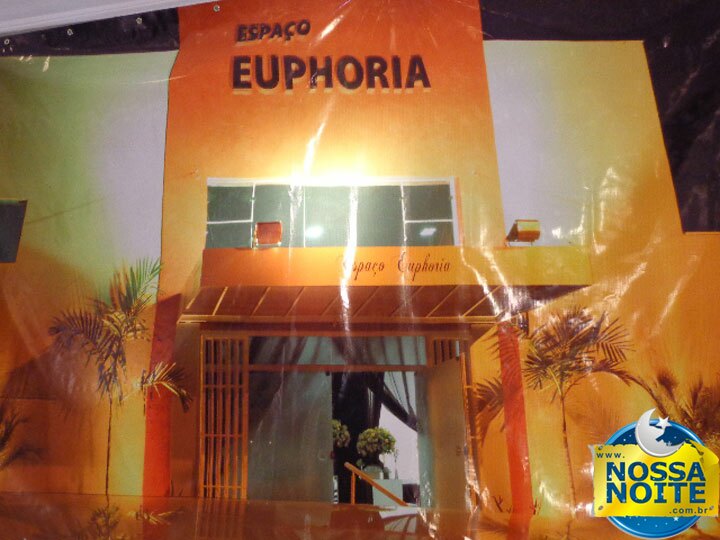 ESPAÇO
EUPHORIA
Espaço Euphoria
www.
NOSSA
NOITE
.com.br